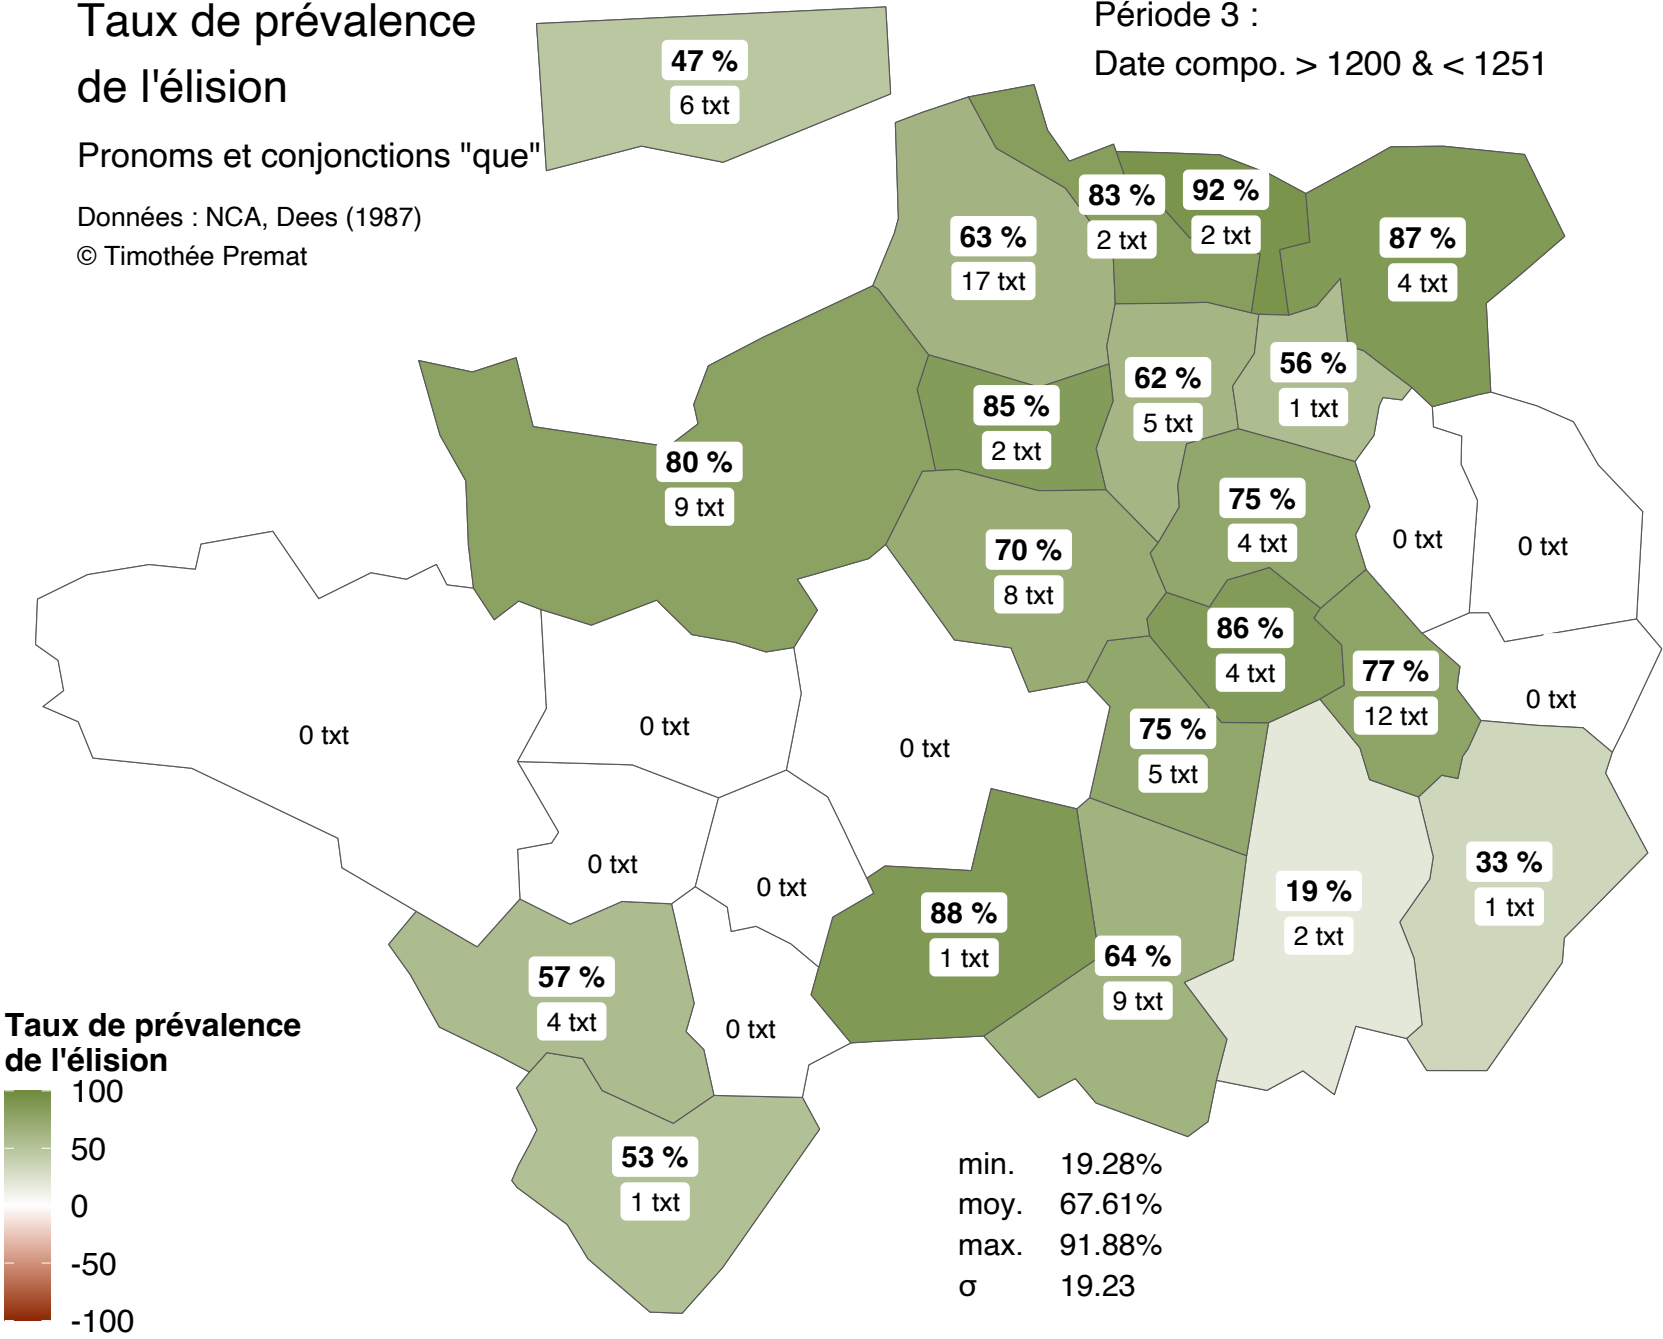 Taux de prévalence
de l'élision
Pronoms et conjonctions "que"
Données : NCA, Dees (1987)
© Timothée Premat
Période 3 :
Date compo. > 1200 & < 1251
47 %
6 txt
83 %
2 txt
92 %
2 txt
63 %
17 txt
87 %
4 txt
62 %
5 txt
56 %
1 txt
85 %
2 txt
80 %
9 txt
75 %
4 txt
0 txt
0 txt
70 %
8 txt
86 %
4 txt
77 %
12 txt
0 txt
0 txt
0 txt
0 txt
75 %
5 txt
0 txt
0 txt
88 %
1 txt
64 %
9 txt
19 %
2 txt
33 %
1 txt
57 %
4 txt
0 txt
53 %
1 txt
Taux de prévalence
de l'élision
100
50
0
-50
-100
min. 19.28%
moy. 67.61%
max. 91.88%
σ 19.23